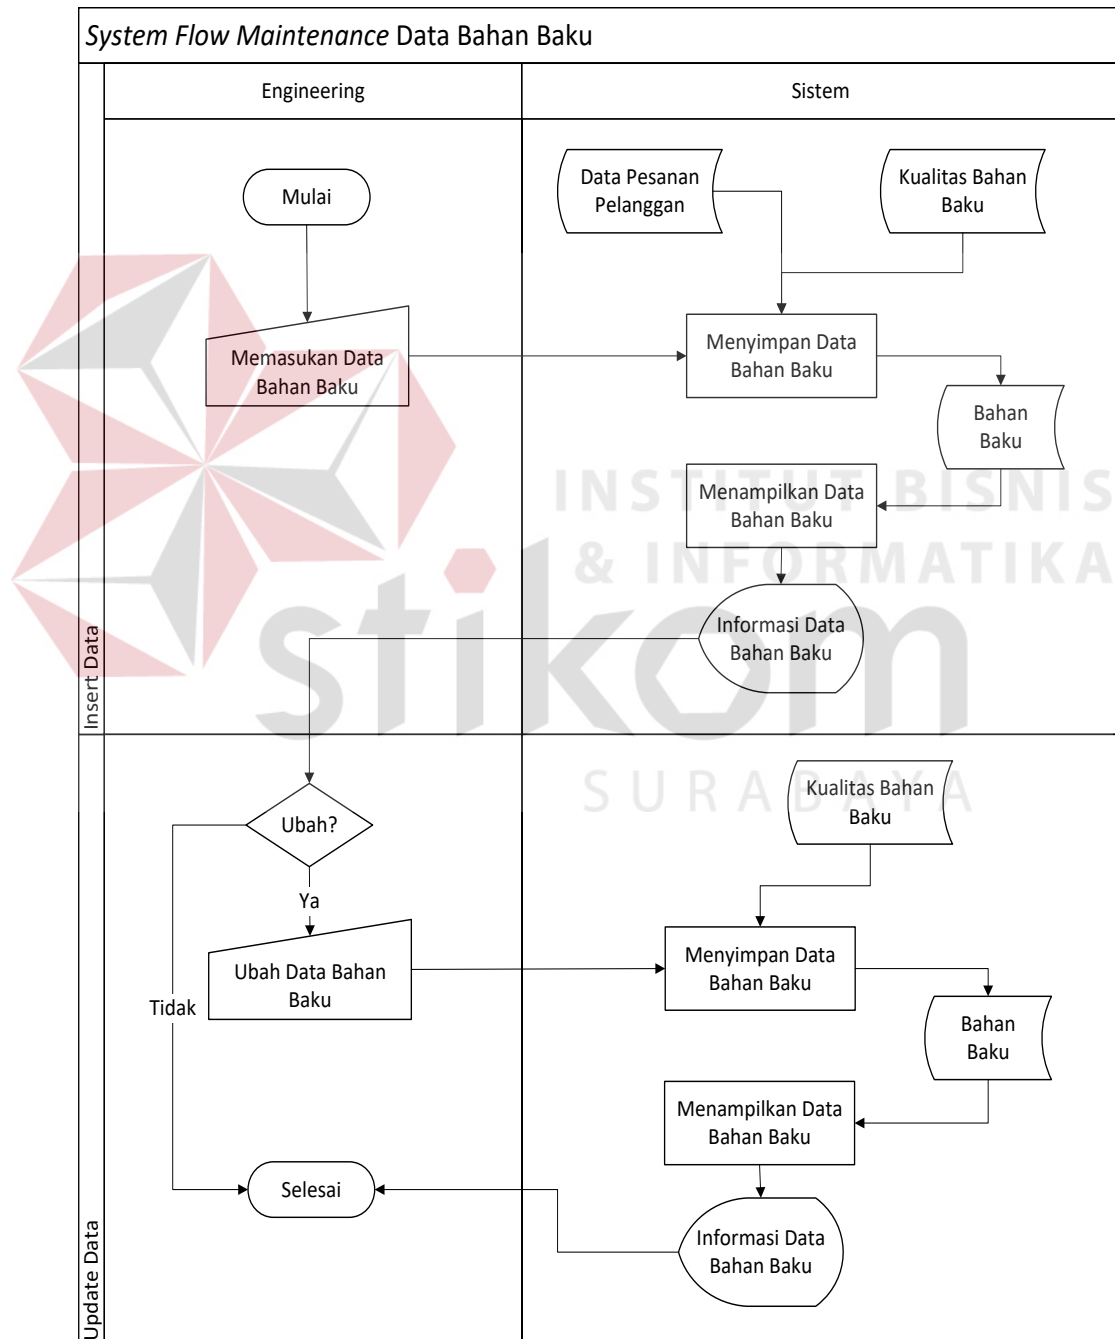 System Flow Maintenance Data Bahan Baku
Engineering
Sistem
Insert Data
Mulai
Data Pesanan
Pelanggan
Kualitas Bahan
Baku
Memasukan Data
Bahan Baku
Menyimpan Data
Bahan Baku
Bahan
Baku
Menampilkan Data
Bahan Baku
Informasi Data
Bahan Baku
INSTITUT BISNIS
& INFORMATIKA
stikom
SURABAYA
Update Data
Ubah?
Ya
Tidak
Kualitas Bahan
Baku
Ubah Data Bahan
Baku
Menyimpan Data
Bahan Baku
Bahan
Baku
Menampilkan Data
Bahan Baku
Selesai
Informasi Data
Bahan Baku